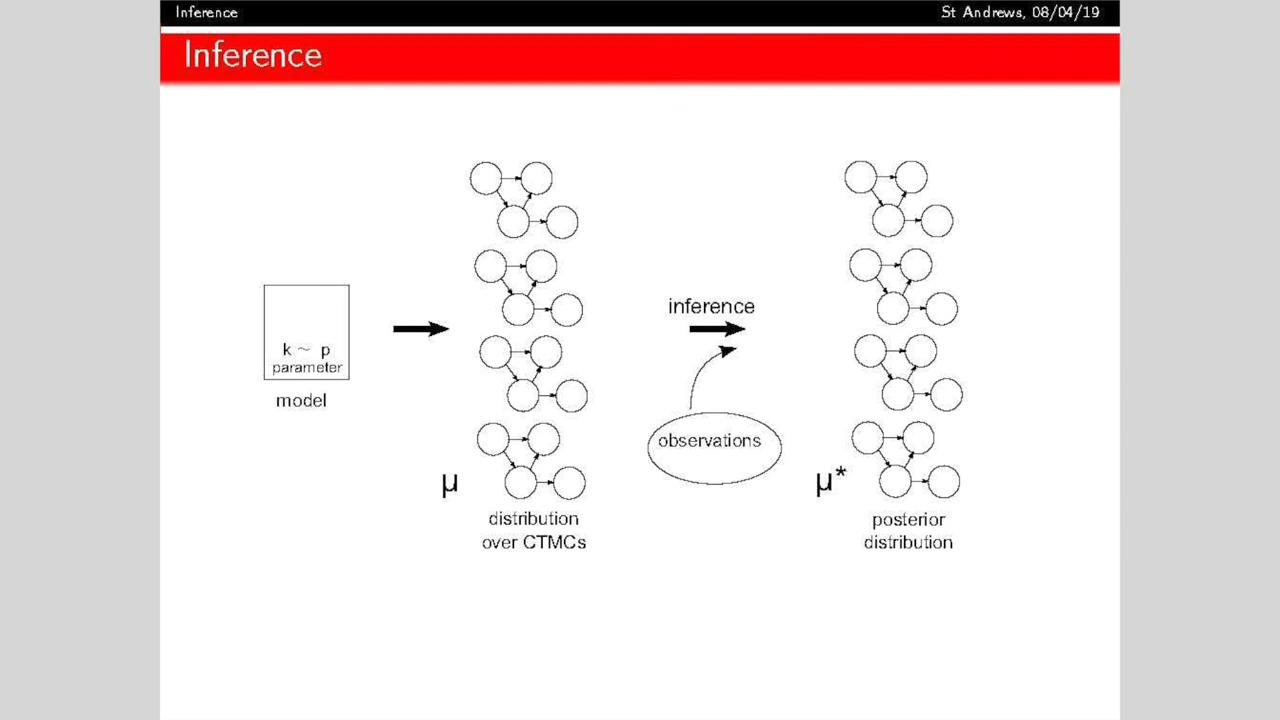 Inference
St Andrews, 08/04/19
Inference
k ~ p
parameter
model
μ
distribution
over CTMCs
inference
observations
μ*
posterior
distribution